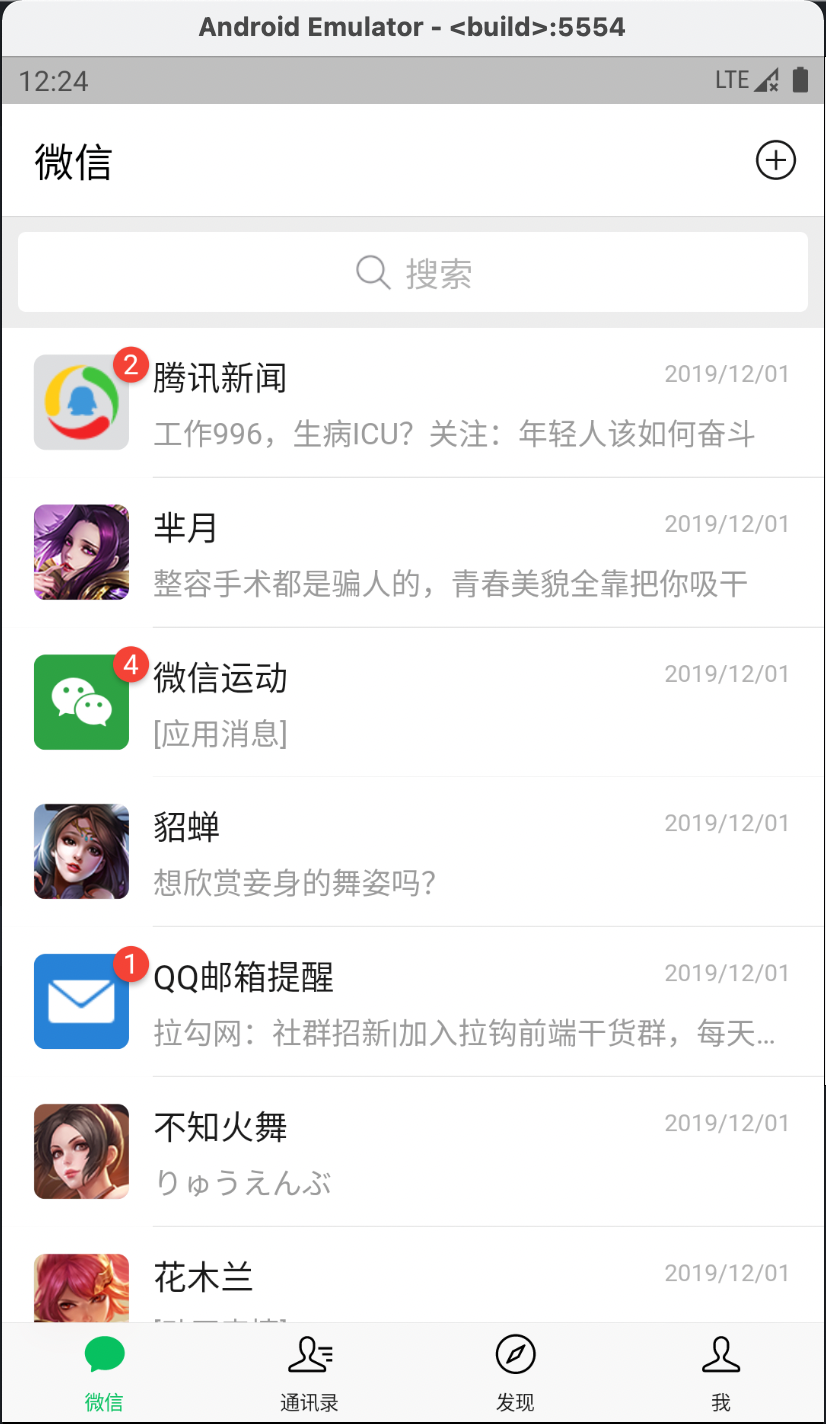 Android Emulator - <build>:5554
12:24
LTE
微信
搜索
2
腾讯新闻
2019/12/01
工作996，生病ICU？关注：年轻人该如何奋斗
芈月
2019/12/01
整容手术都是骗人的，青春美貌全靠把你吸干
4
微信运动
2019/12/01
[应用消息]
貂蝉
2019/12/01
想欣赏妾身的舞姿吗？
1
QQ邮箱提醒
2019/12/01
拉勾网：社群招新|加入拉钩前端干货群，每天...
不知火舞
2019/12/01
りゅうえんぶ
花木兰
2019/12/01
微信
通讯录
发现
我